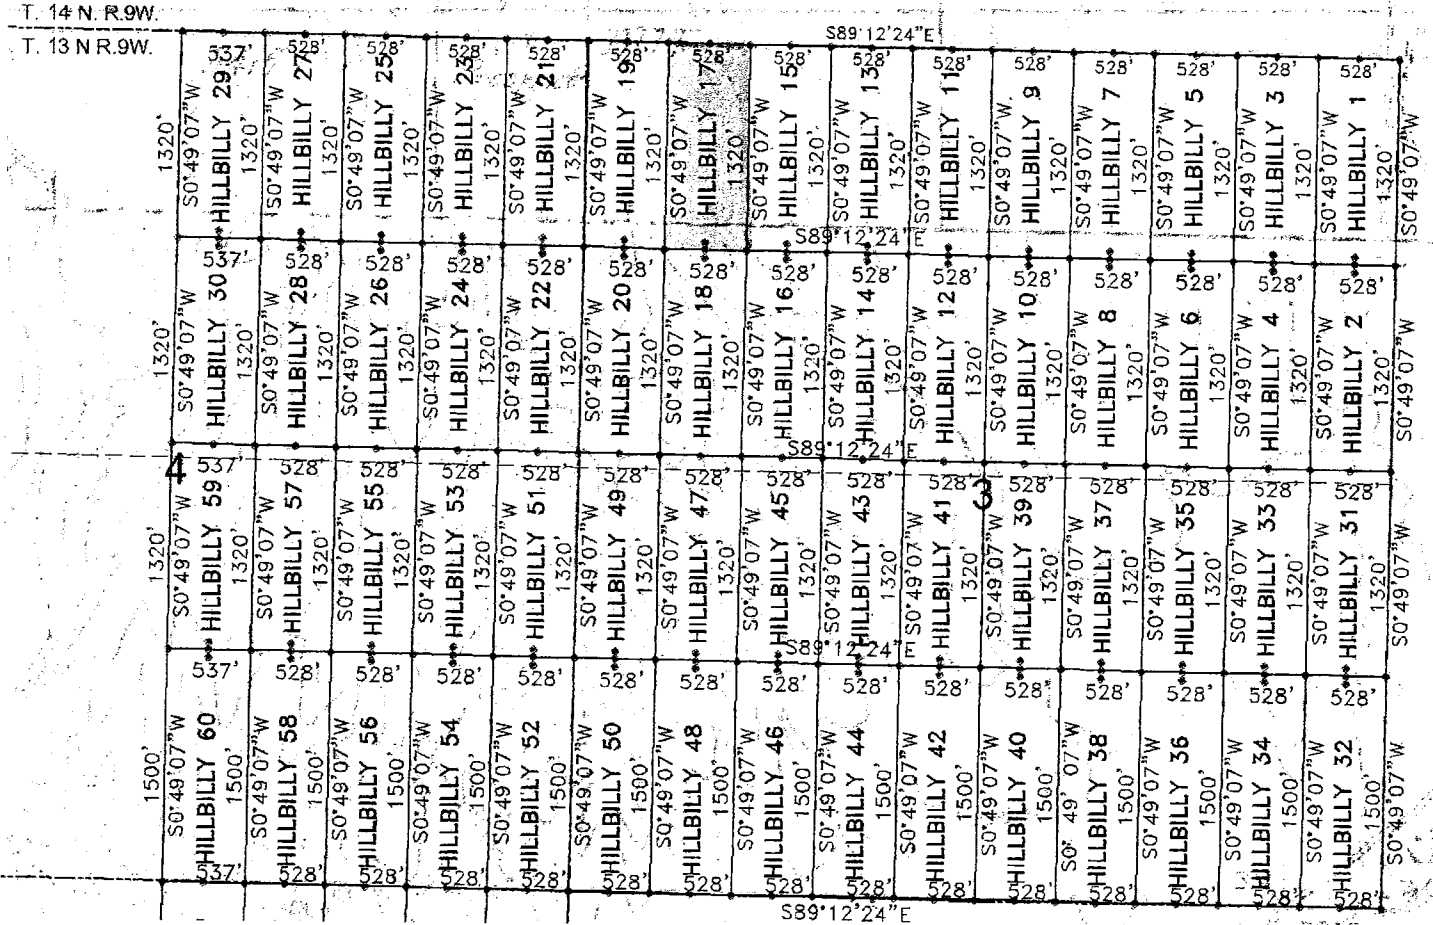 T. 14 N. R.9W.
T. 13 N R.9W.
S89°12'24"E
537' 528' 528' 528' 528' 528' 528' 528' 528' 528' 528' 528' 528' 528' 528'
1320' S0°49'07"W HILLBILLY 29
1320' S0°49'07"W HILLBILLY 27
1320' S0°49'07"W HILLBILLY 25
1320' S0°49'07"W HILLBILLY 23
1320' S0°49'07"W HILLBILLY 21
1320' S0°49'07"W HILLBILLY 19
1320' S0°49'07"W HILLBILLY 17
1320' S0°49'07"W HILLBILLY 15
1320' S0°49'07"W HILLBILLY 13
1320' S0°49'07"W HILLBILLY 11
1320' S0°49'07"W HILLBILLY 9
1320' S0°49'07"W HILLBILLY 7
1320' S0°49'07"W HILLBILLY 5
1320' S0°49'07"W HILLBILLY 3
1320' S0°49'07"W HILLBILLY 1
1320' S0°49'07"W
S89°12'24"E
537' 528' 528' 528' 528' 528' 528' 528' 528' 528' 528' 528' 528' 528' 528'
1320' S0°49'07"W HILLBILLY 30
1320' S0°49'07"W HILLBILLY 28
1320' S0°49'07"W HILLBILLY 26
1320' S0°49'07"W HILLBILLY 24
1320' S0°49'07"W HILLBILLY 22
1320' S0°49'07"W HILLBILLY 20
1320' S0°49'07"W HILLBILLY 18
1320' S0°49'07"W HILLBILLY 16
1320' S0°49'07"W HILLBILLY 14
1320' S0°49'07"W HILLBILLY 12
1320' S0°49'07"W HILLBILLY 10
1320' S0°49'07"W HILLBILLY 8
1320' S0°49'07"W HILLBILLY 6
1320' S0°49'07"W HILLBILLY 4
1320' S0°49'07"W HILLBILLY 2
1320' S0°49'07"W
S89°12'24"E
4
3
537' 528' 528' 528' 528' 528' 528' 528' 528' 528' 528' 528' 528' 528' 528'
1320' S0°49'07"W HILLBILLY 59
1320' S0°49'07"W HILLBILLY 57
1320' S0°49'07"W HILLBILLY 55
1320' S0°49'07"W HILLBILLY 53
1320' S0°49'07"W HILLBILLY 51
1320' S0°49'07"W HILLBILLY 49
1320' S0°49'07"W HILLBILLY 47
1320' S0°49'07"W HILLBILLY 45
1320' S0°49'07"W HILLBILLY 43
1320' S0°49'07"W HILLBILLY 41
1320' S0°49'07"W HILLBILLY 39
1320' S0°49'07"W HILLBILLY 37
1320' S0°49'07"W HILLBILLY 35
1320' S0°49'07"W HILLBILLY 33
1320' S0°49'07"W HILLBILLY 31
1320' S0°49'07"W
S89°12'24"E
537' 528' 528' 528' 528' 528' 528' 528' 528' 528' 528' 528' 528' 528' 528'
1500' S0°49'07"W HILLBILLY 60
1500' S0°49'07"W HILLBILLY 58
1500' S0°49'07"W HILLBILLY 56
1500' S0°49'07"W HILLBILLY 54
1500' S0°49'07"W HILLBILLY 52
1500' S0°49'07"W HILLBILLY 50
1500' S0°49'07"W HILLBILLY 48
1500' S0°49'07"W HILLBILLY 46
1500' S0°49'07"W HILLBILLY 44
1500' S0°49'07"W HILLBILLY 42
1500' S0°49'07"W HILLBILLY 40
1500' S0° 49' 07"W HILLBILLY 38
1500' S0°49'07"W HILLBILLY 36
1500' S0°49'07"W HILLBILLY 34
1500' S0°49'07"W HILLBILLY 32
1500' S0°49'07"W
537' 528' 528' 528' 528' 528' 528' 528' 528' 528' 528' 528' 528' 528' 528'
S89°12'24"E